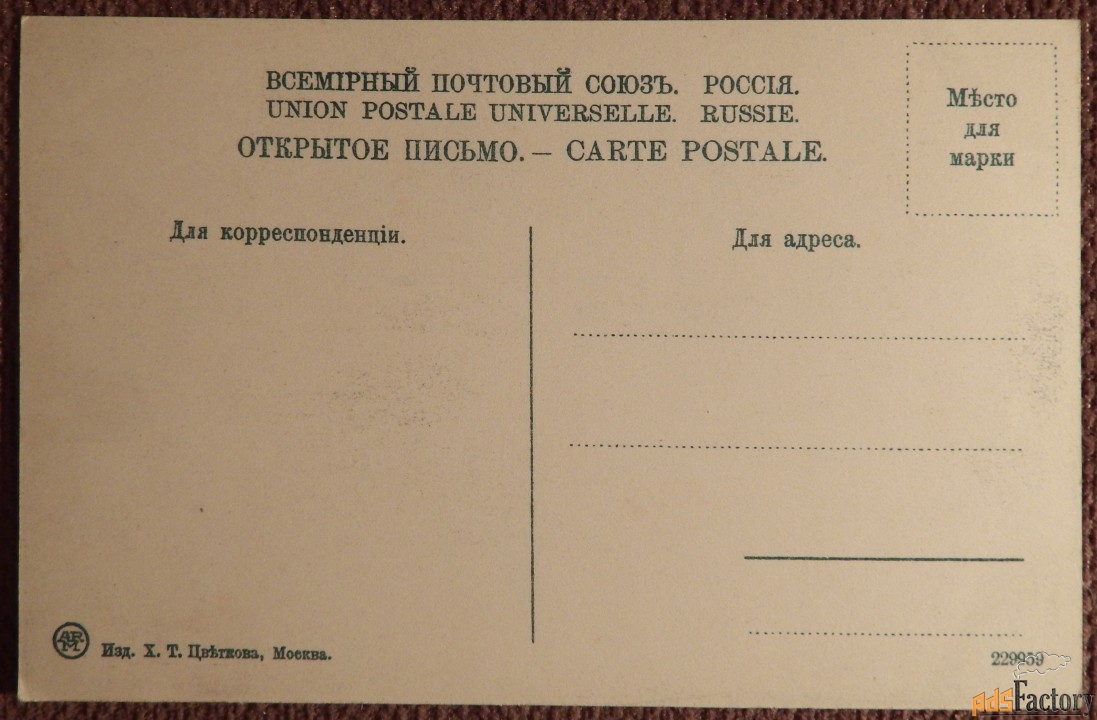 ВСЕМІРНЫЙ ПОЧТОВЫЙ СОЮЗЪ. РОССІЯ.
UNION POSTALE UNIVERSELLE. RUSSIE.
ОТКРЫТОЕ ПИСЬМО. — CARTE POSTALE.
Мѣсто
для
марки
Для корреспонденціи.
Для адреса.
Изд. Х. Т. Цвѣткова, Москва.
229959
adsFactory